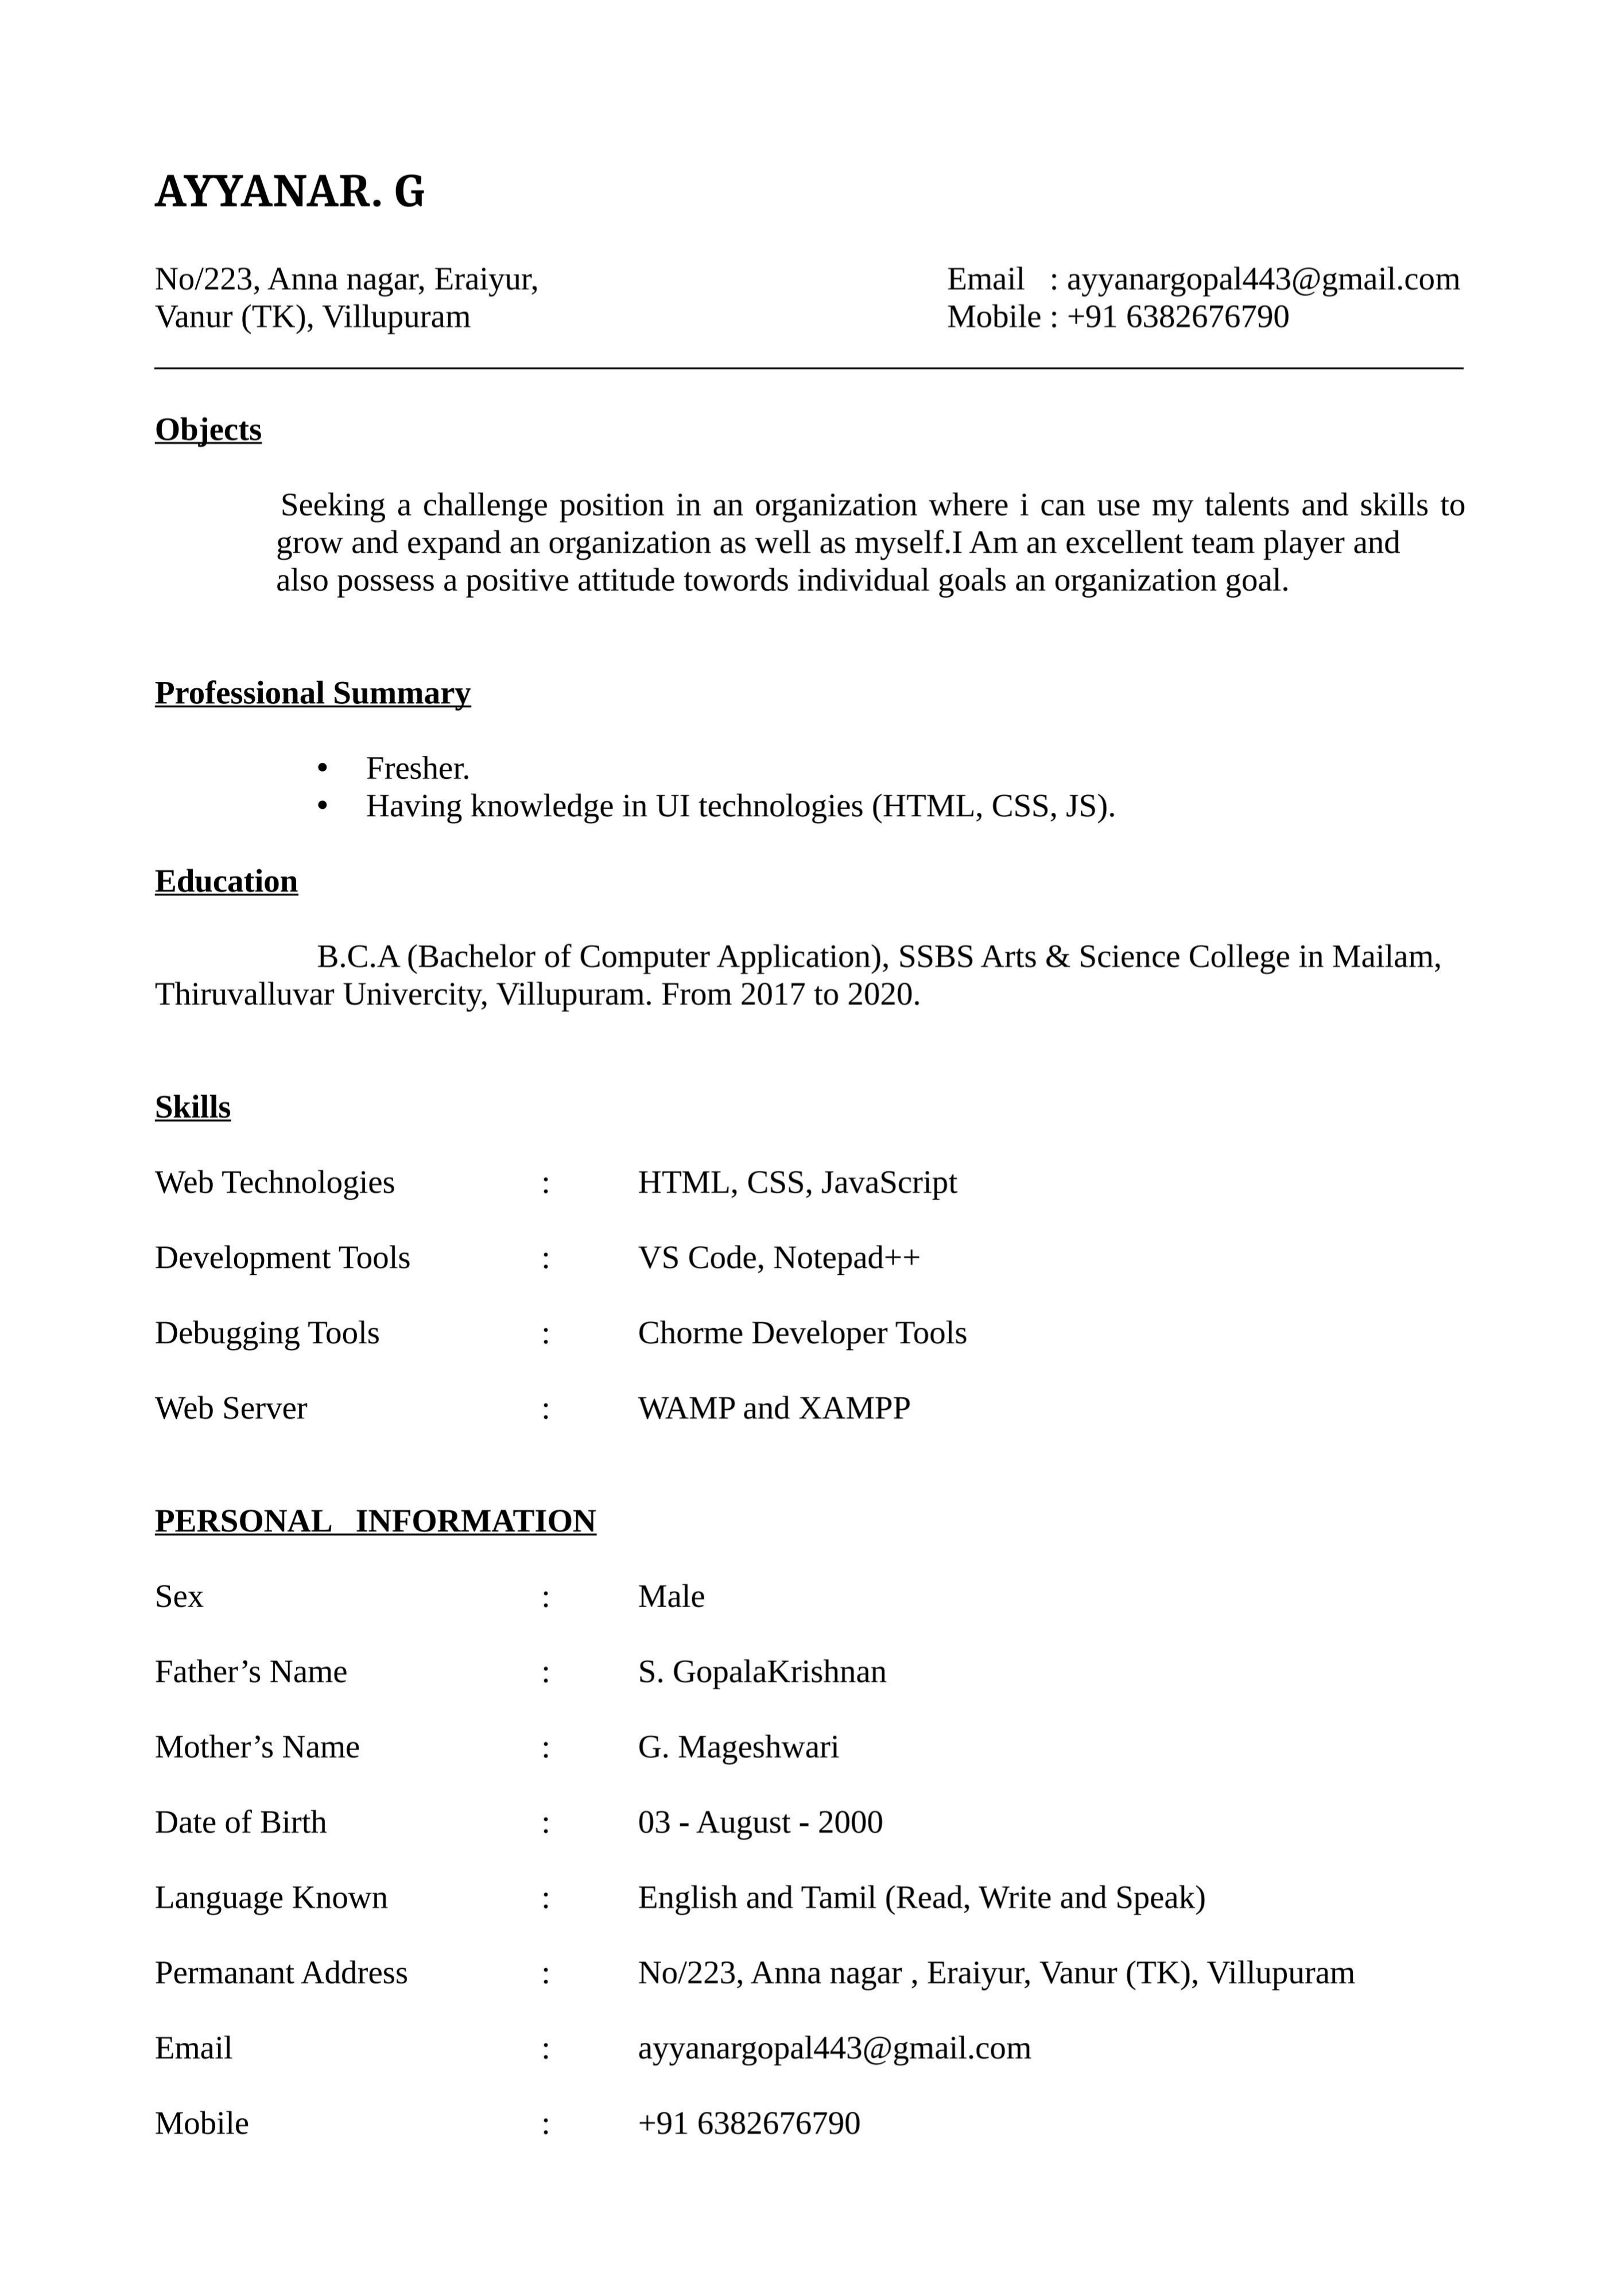 AYYANAR. G
No/223, Anna nagar, Eraiyur, Email : ayyanargopal443@gmail.com
Vanur (TK), Villupuram Mobile : +91 6382676790
Objects
Seeking a challenge position in an organization where i can use my talents and skills to
grow and expand an organization as well as myself.I Am an excellent team player and
also possess a positive attitude towords individual goals an organization goal.
Professional Summary
• Fresher.
• Having knowledge in UI technologies (HTML, CSS, JS).
Education
B.C.A (Bachelor of Computer Application), SSBS Arts & Science College in Mailam,
Thiruvalluvar Univercity, Villupuram. From 2017 to 2020.
Skills
Web Technologies : HTML, CSS, JavaScript
Development Tools : VS Code, Notepad++
Debugging Tools : Chorme Developer Tools
Web Server : WAMP and XAMPP
PERSONAL INFORMATION
Sex : Male
Father’s Name : S. GopalaKrishnan
Mother’s Name : G. Mageshwari
Date of Birth : 03 - August - 2000
Language Known : English and Tamil (Read, Write and Speak)
Permanant Address : No/223, Anna nagar , Eraiyur, Vanur (TK), Villupuram
Email : ayyanargopal443@gmail.com
Mobile : +91 6382676790